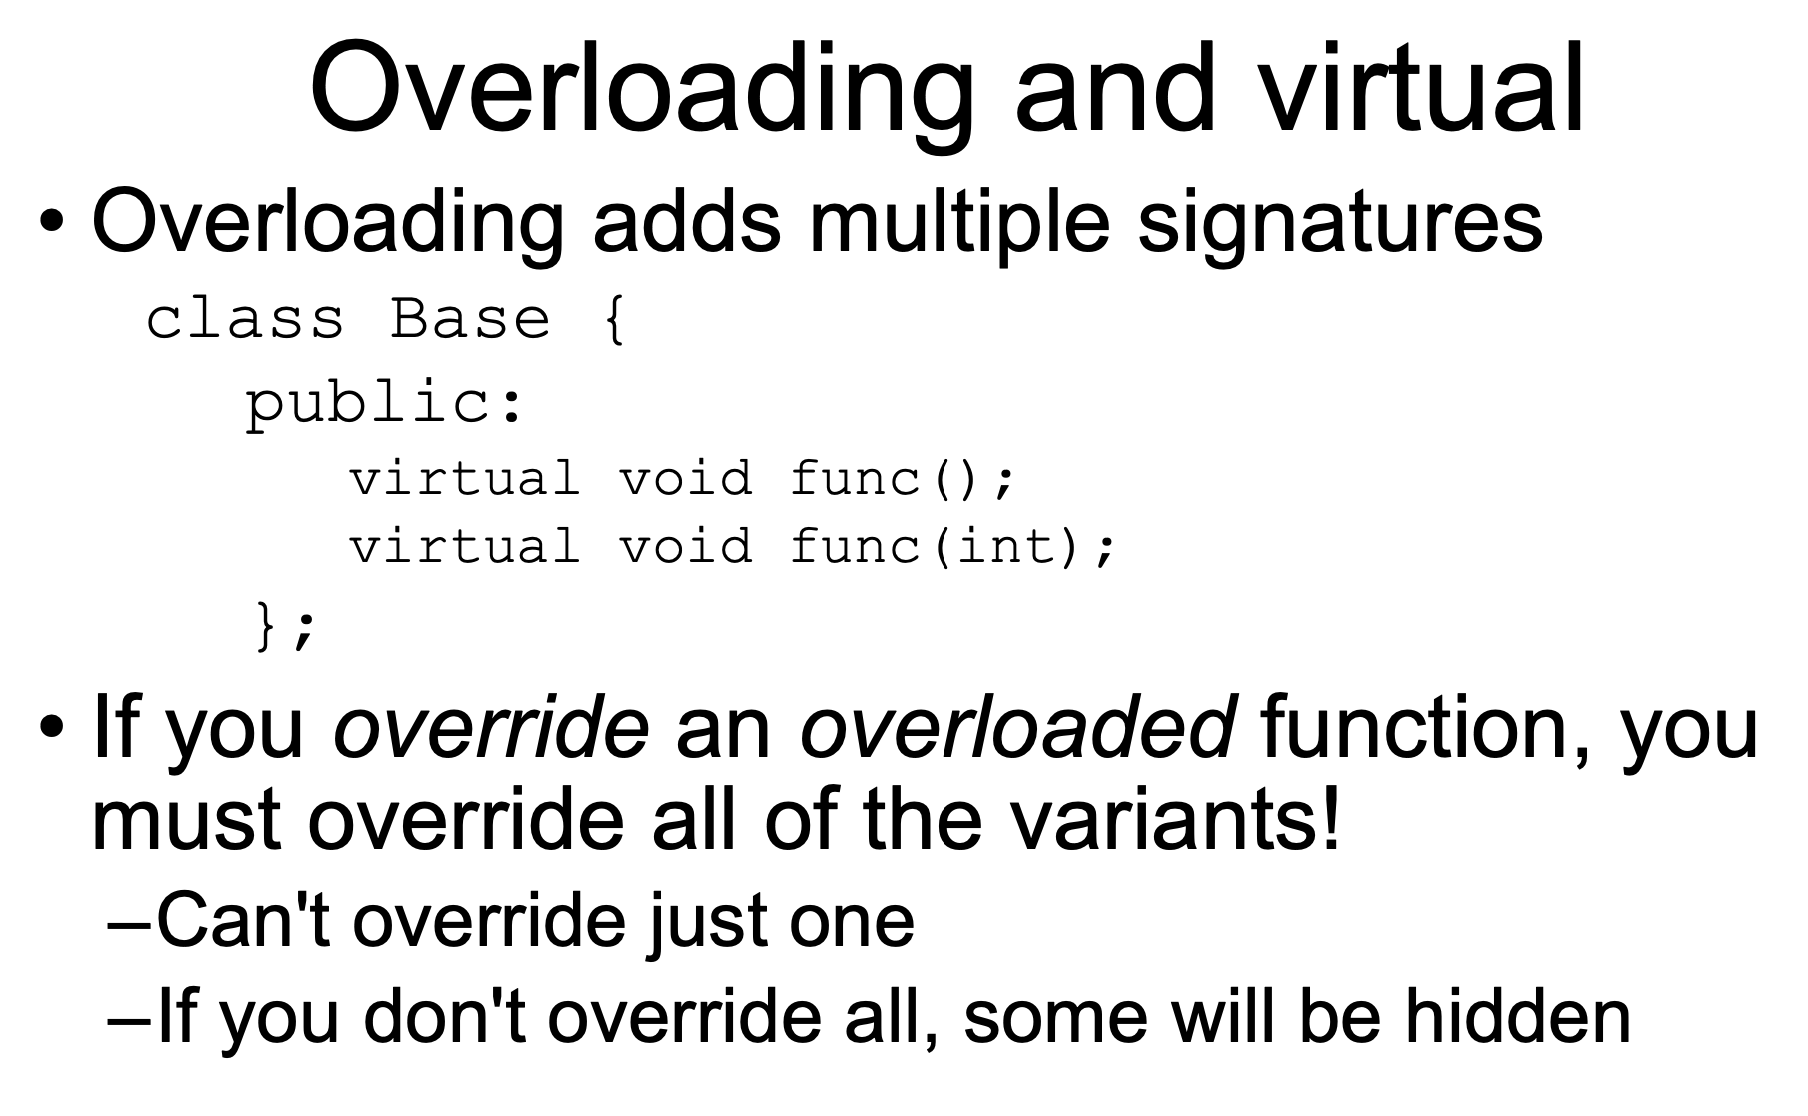 Overloading and virtual
• Overloading adds multiple signatures
class Base {
public:
virtual void func();
virtual void func(int);
};
• If you override an overloaded function, you
must override all of the variants!
–Can't override just one
–If you don't override all, some will be hidden